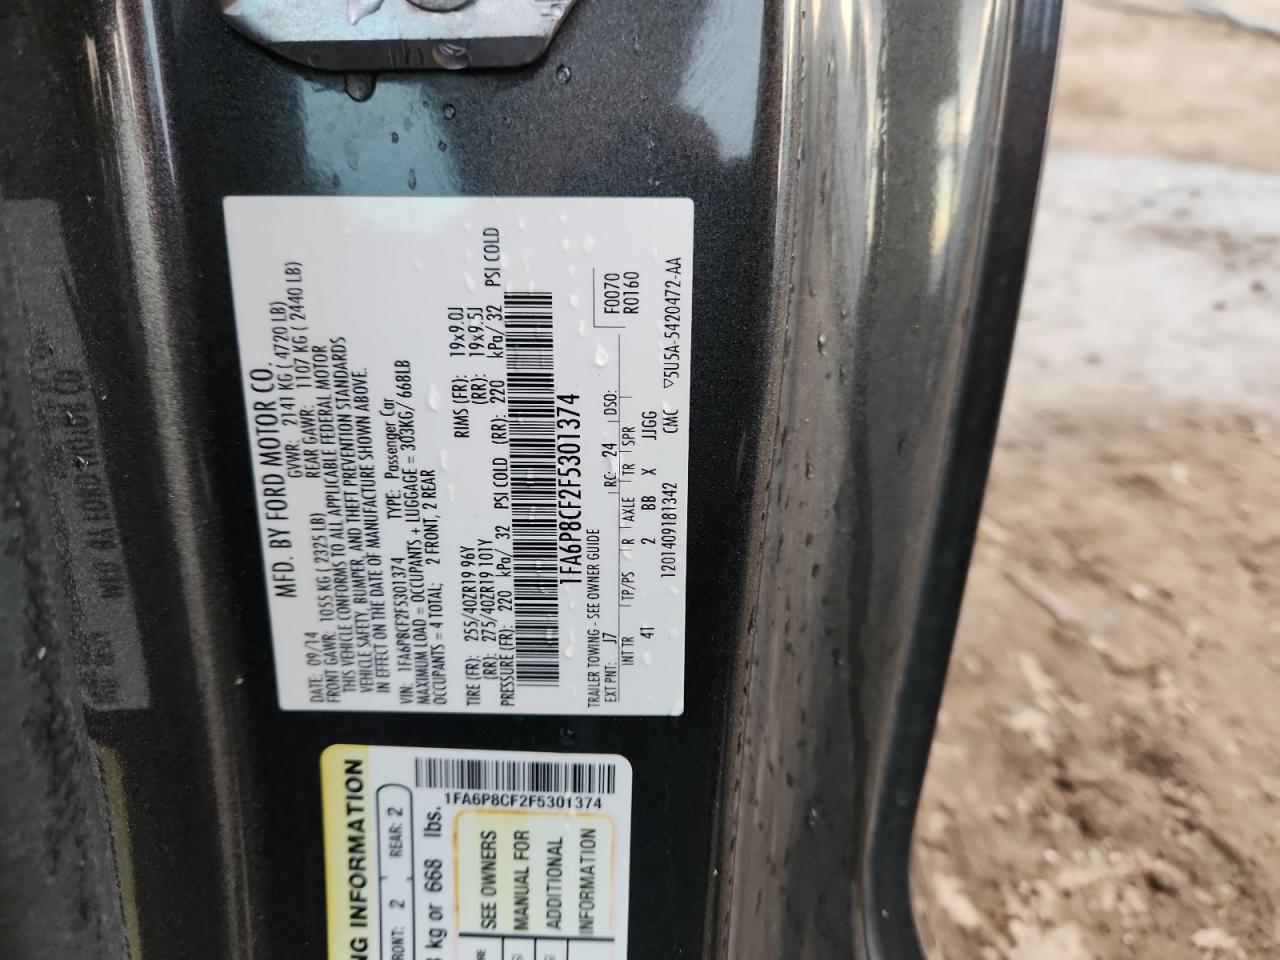 MFD. BY FORD MOTOR CO.
DATE: 09/14 GVWR: 2141 KG ( 4720 LB)
FRONT GAWR: 1055 KG ( 2325 LB) REAR GAWR: 1107 KG ( 2440 LB)
THIS VEHICLE CONFORMS TO ALL APPLICABLE FEDERAL MOTOR
VEHICLE SAFETY, BUMPER, AND THEFT PREVENTION STANDARDS
IN EFFECT ON THE DATE OF MANUFACTURE SHOWN ABOVE.
VIN: 1FA6P8CF2F5301374 TYPE: Passenger Car
MAXIMUM LOAD = OCCUPANTS + LUGGAGE = 303KG/ 668LB
OCCUPANTS = 4 TOTAL: 2 FRONT, 2 REAR
TIRE (FR): 255/40ZR19 96Y RIMS (FR): 19x9.0J
(RR): 275/40ZR19 101Y (RR): 19x9.5J
PRESSURE (FR): 220 kPa/ 32 PSI COLD (RR): 220 kPa/ 32 PSI COLD
1FA6P8CF2F5301374
TRAILER TOWING - SEE OWNER GUIDE
EXT PNT: J7 RC: 24 DSO: F0070
R0160
INT TR TP/PS R AXLE TR SPR
41 2 BB X JJGG
1201409181342 CMC ▽5U5A-5420472-AA
NG INFORMATION
FRONT: 2 REAR: 2
kg or 668 lbs.
1FA6P8CF2F5301374
SEE OWNERS
MANUAL FOR
ADDITIONAL
INFORMATION